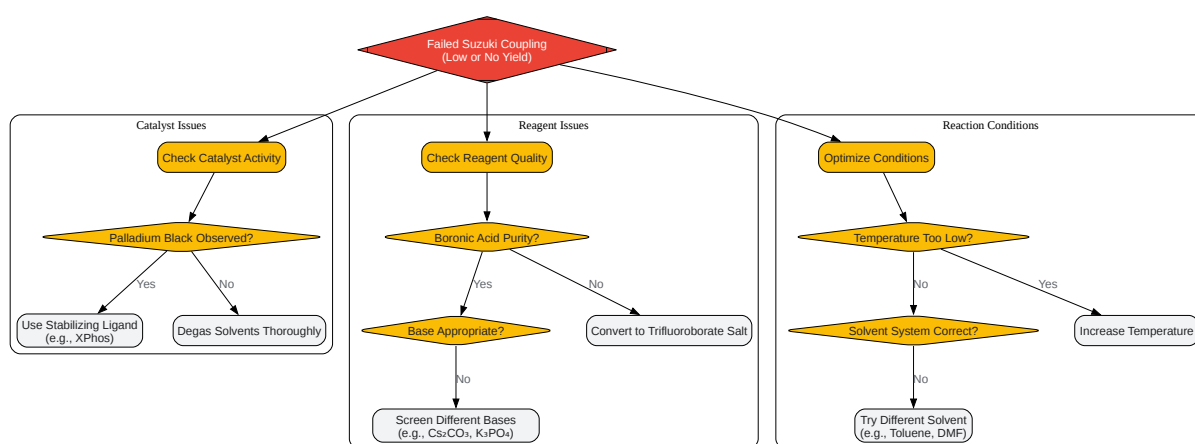 Failed Suzuki Coupling
(Low or No Yield)
Catalyst Issues
Reagent Issues
Reaction Conditions
Check Catalyst Activity
Check Reagent Quality
Optimize Conditions
Palladium Black Observed?
Boronic Acid Purity?
Temperature Too Low?
Yes
No
Yes
No
No
Yes
Use Stabilizing Ligand
(e.g., XPhos)
Degas Solvents Thoroughly
Base Appropriate?
Convert to Trifluoroborate Salt
Solvent System Correct?
Increase Temperature
No
No
Screen Different Bases
(e.g., Cs₂CO₃, K₃PO₄)
Try Different Solvent
(e.g., Toluene, DMF)